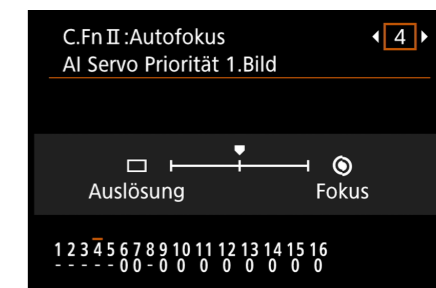 C.Fn II :Autofokus
4
AI Servo Priorität 1.Bild
Auslösung Fokus
1 2 3 4 5 6 7 8 9 10 11 12 13 14 15 16
- - - - - 0 0 - 0 0 0 0 0 0 0 0